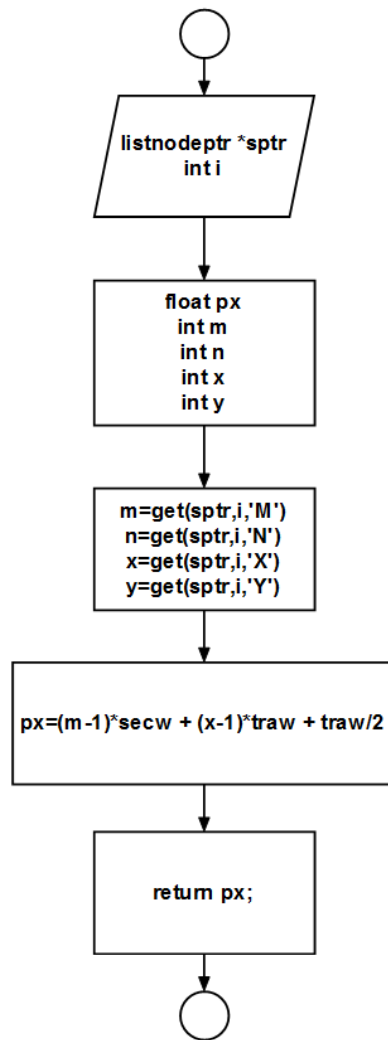 listnodeptr *sptr
int i
float px
int m
int n
int x
int y
m=get(sptr,i,'M')
n=get(sptr,i,'N')
x=get(sptr,i,'X')
y=get(sptr,i,'Y')
px=(m-1)*secw + (x-1)*traw + traw/2
return px;